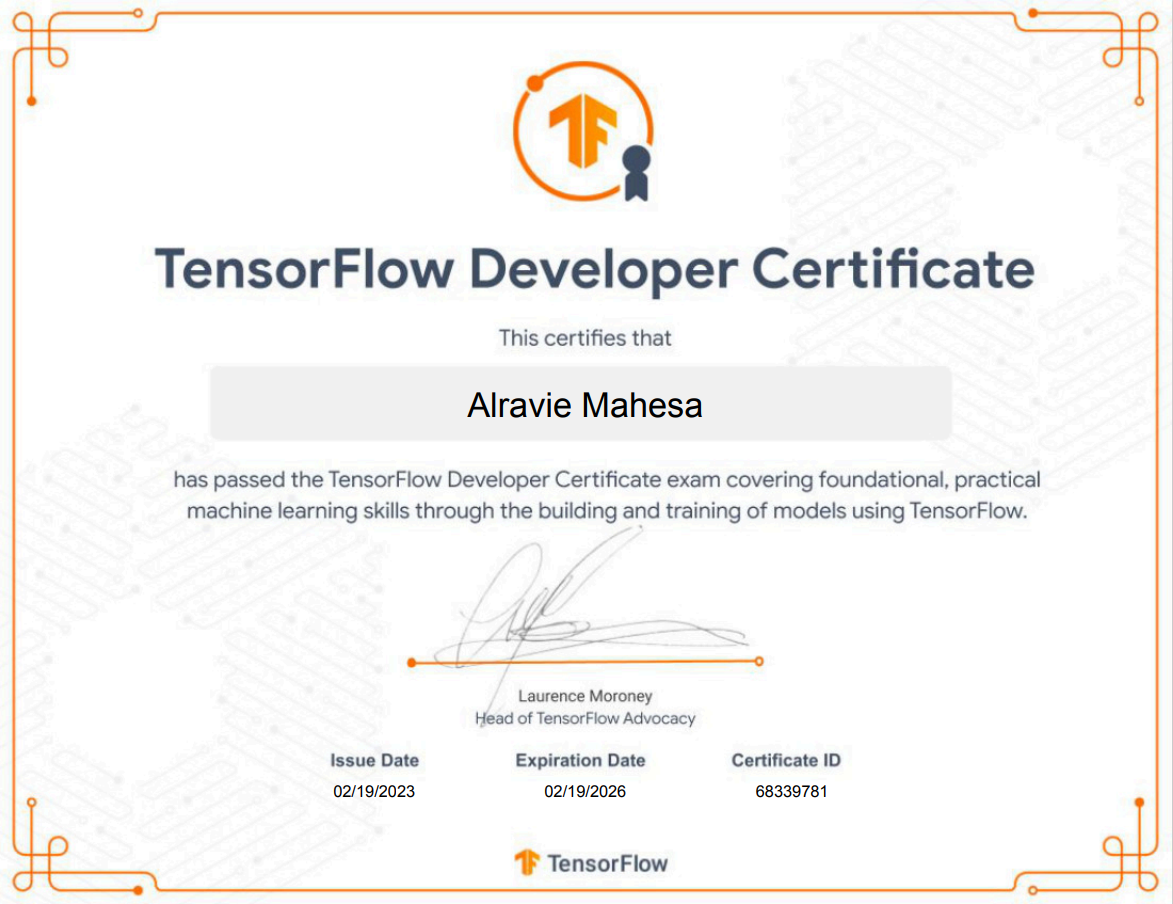 TensorFlow Developer Certificate
This certifies that
Alravie Mahesa
has passed the TensorFlow Developer Certificate exam covering foundational, practical
machine learning skills through the building and training of models using TensorFlow.
Laurence Moroney
Head of TensorFlow Advocacy
Issue Date Expiration Date Certificate ID
02/19/2023 02/19/2026 68339781
TensorFlow